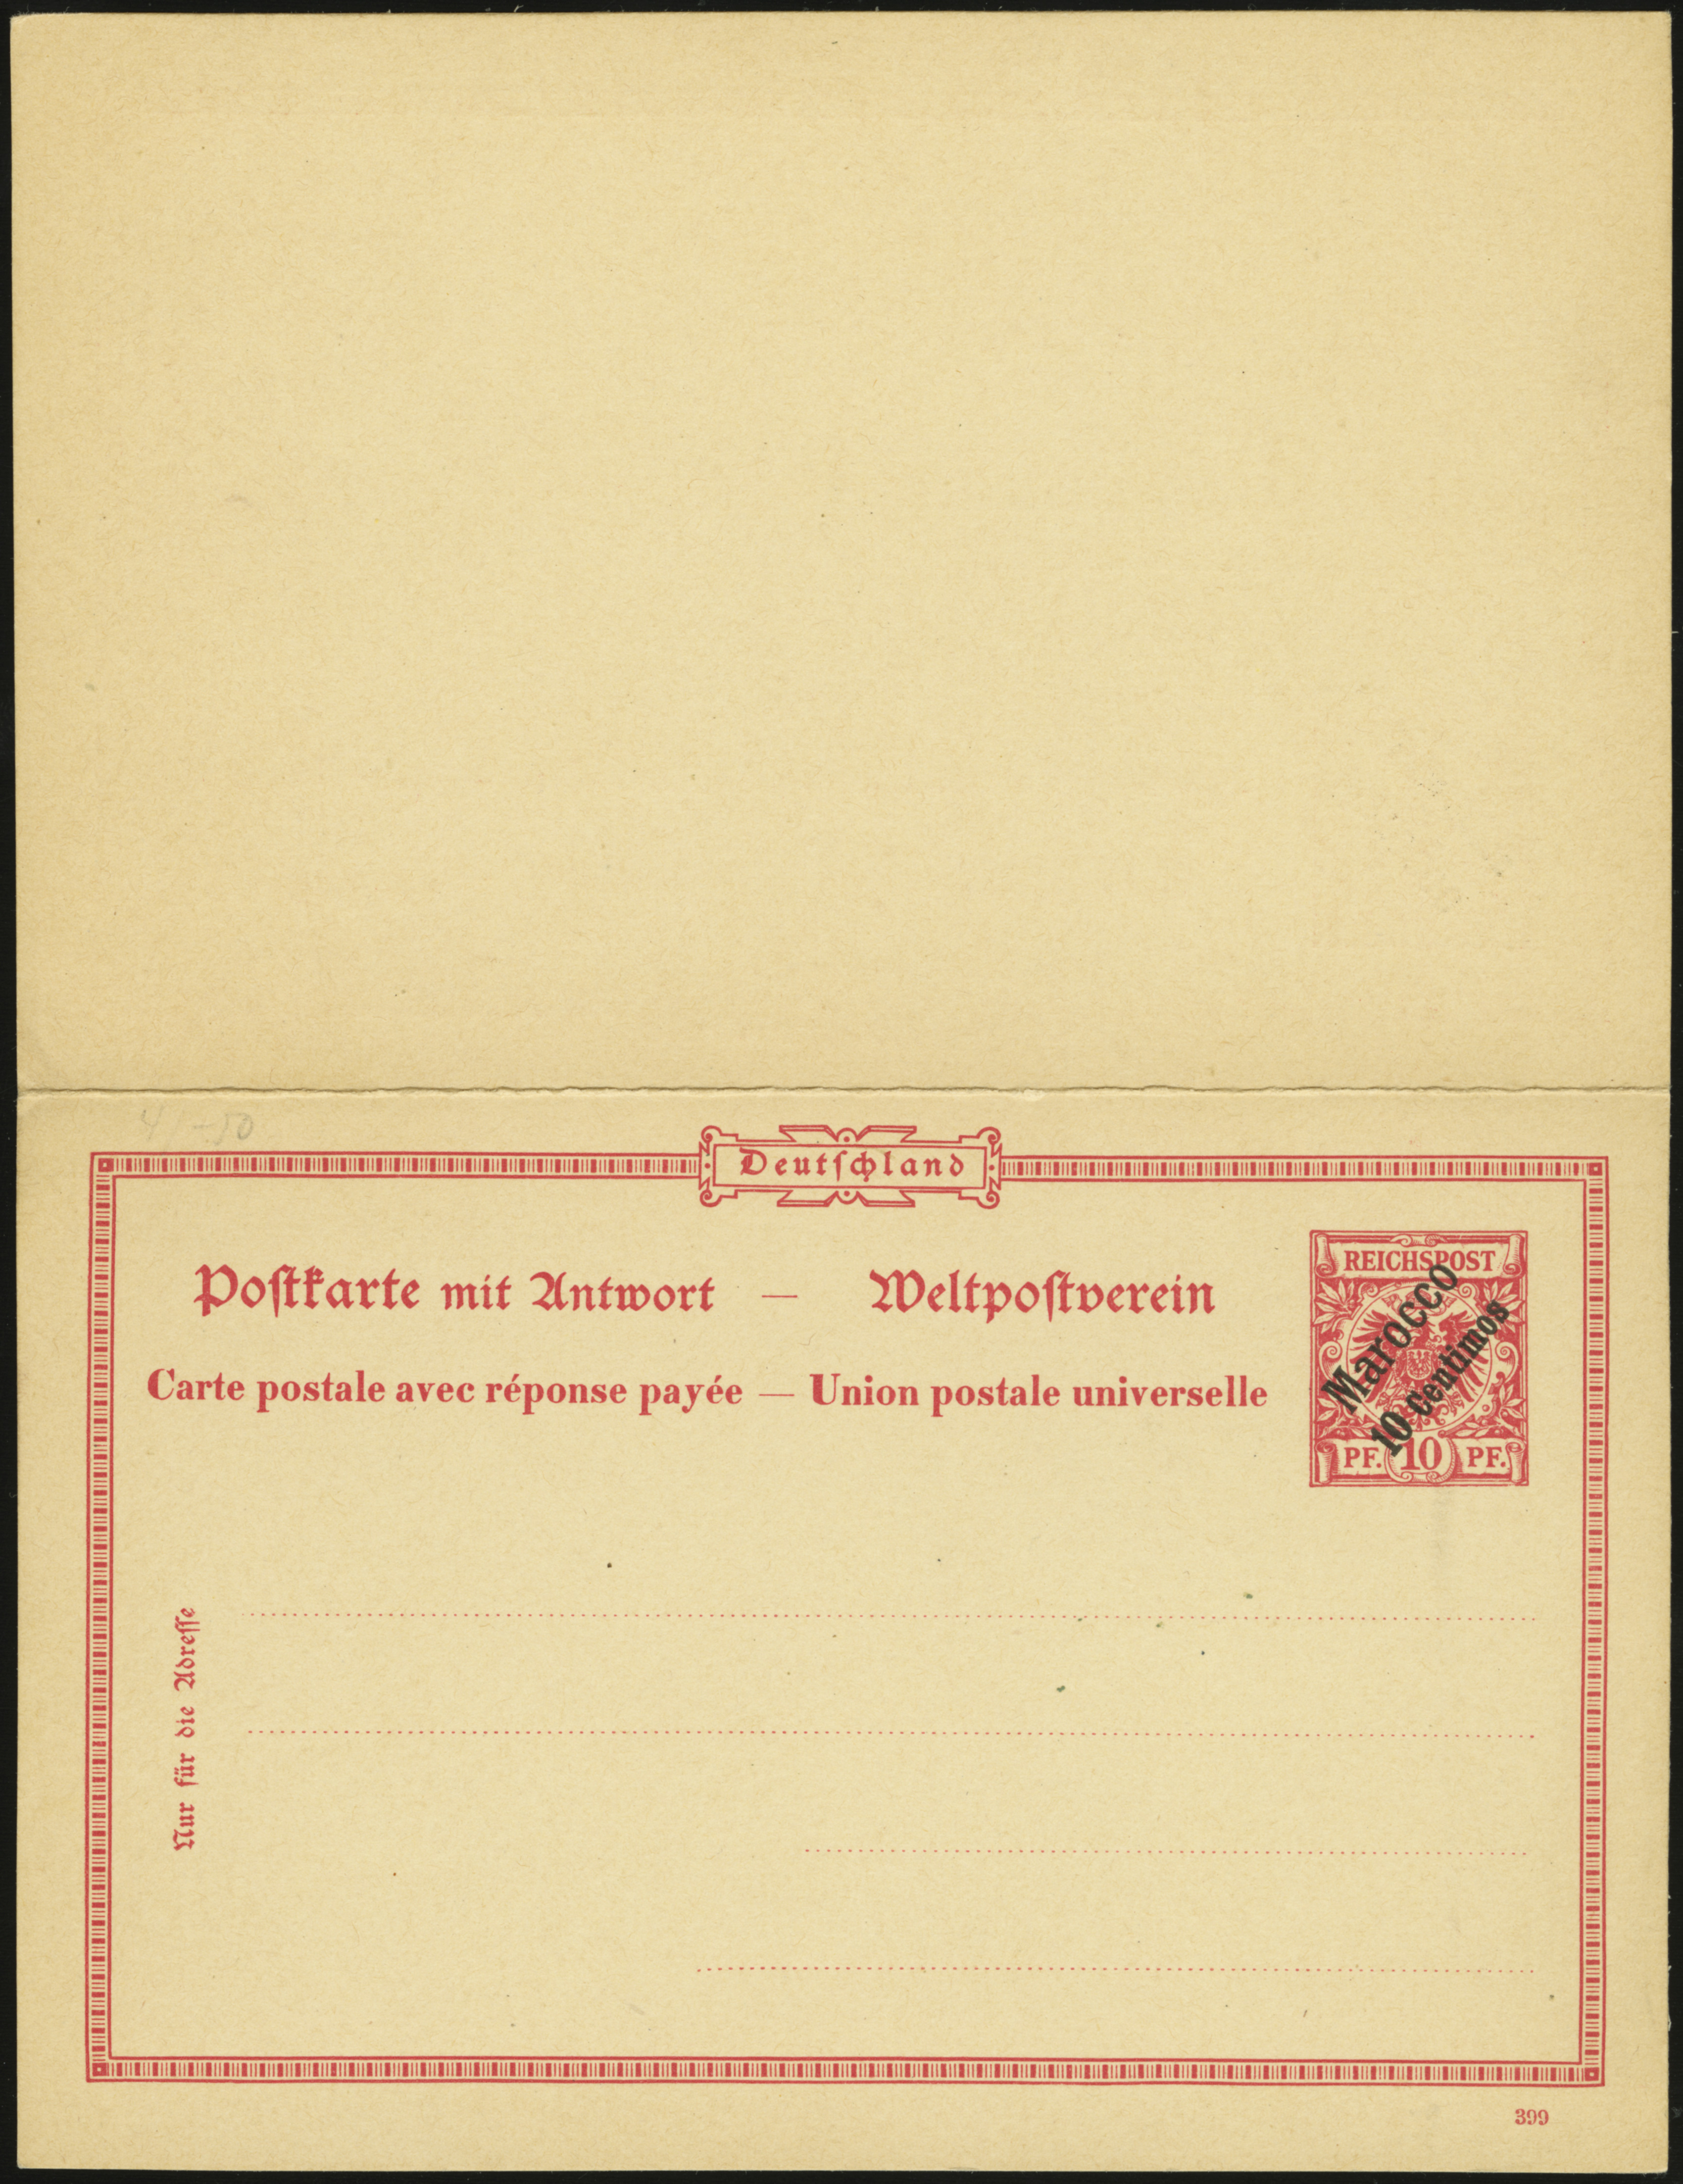 41-50
Deutſchland
Poſtkarte mit Antwort — Weltpoſtverein
Carte postale avec réponse payée — Union postale universelle
REICHSPOST
Marocco
10 Centimos
PF. 10 PF.
Nur für die Adreſſe
399